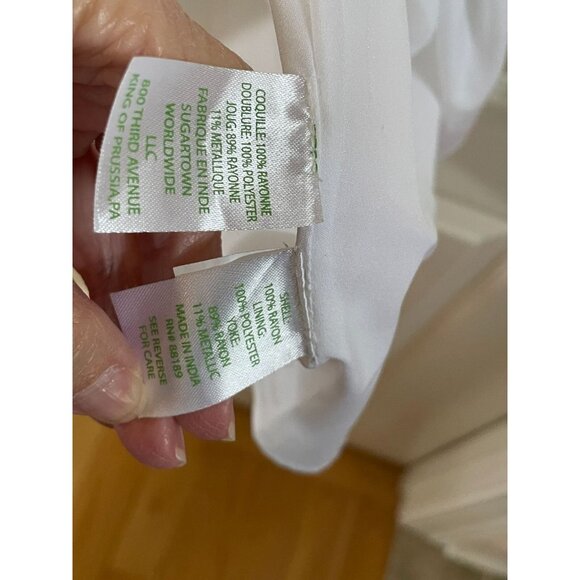 COQUILLE: 100% RAYONNE
DOUBLURE: 100% POLYESTER
JOUG: 89% RAYONNE
11% METALLIQUE
FABRIQUE EN INDE
SUGARTOWN
WORLDWIDE
LLC
800 THIRD AVENUE
KING OF PRUSSIA,PA
SHELL:
100% RAYON
LINING:
100% POLYESTER
YOKE:
89% RAYON
11% METALLIC
MADE IN INDIA
RN# 88189
SEE REVERSE
FOR CARE